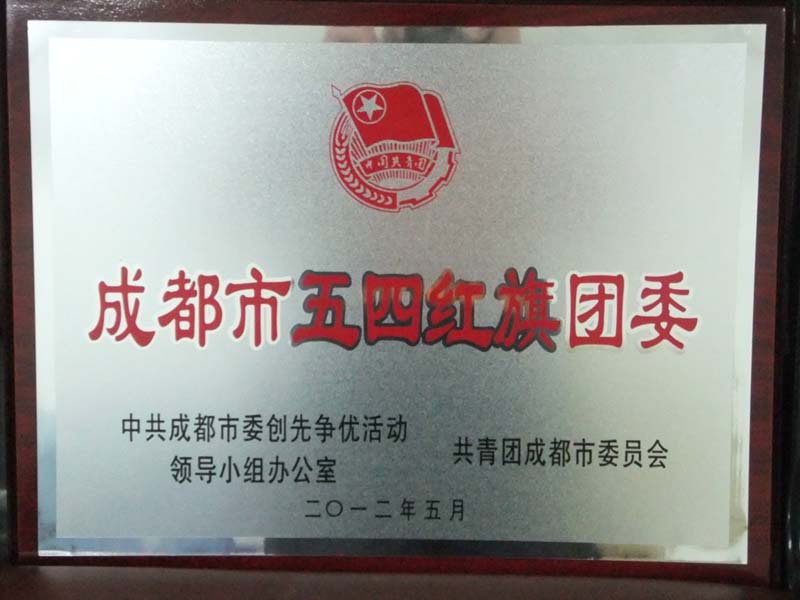 中国共青团
成都市五四红旗团委
中共成都市委创先争优活动
领导小组办公室
共青团成都市委员会
二〇一二年五月